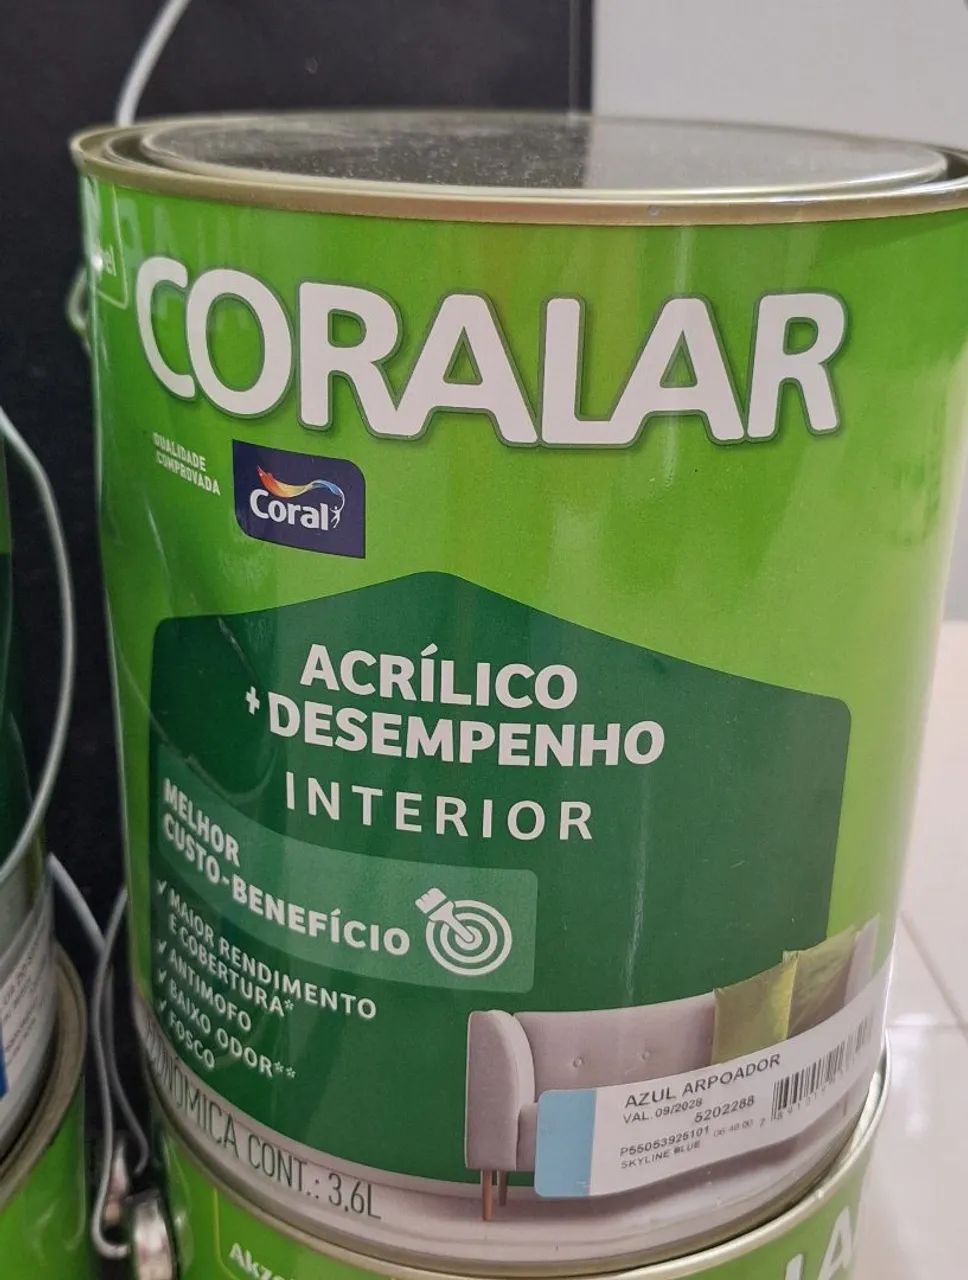 CORALAR
QUALIDADE
COMPROVADA
Coral
ACRÍLICO
+ DESEMPENHO
INTERIOR
MELHOR
CUSTO-BENEFÍCIO
✓ MAIOR RENDIMENTO
E COBERTURA*
✓ ANTIMOFO
✓ BAIXO ODOR**
✓ FOSCO
CONT.: 3,6L
AZUL ARPOADOR
VAL. 09/2028
5202288
P55053925101
SKYLINE BLUE